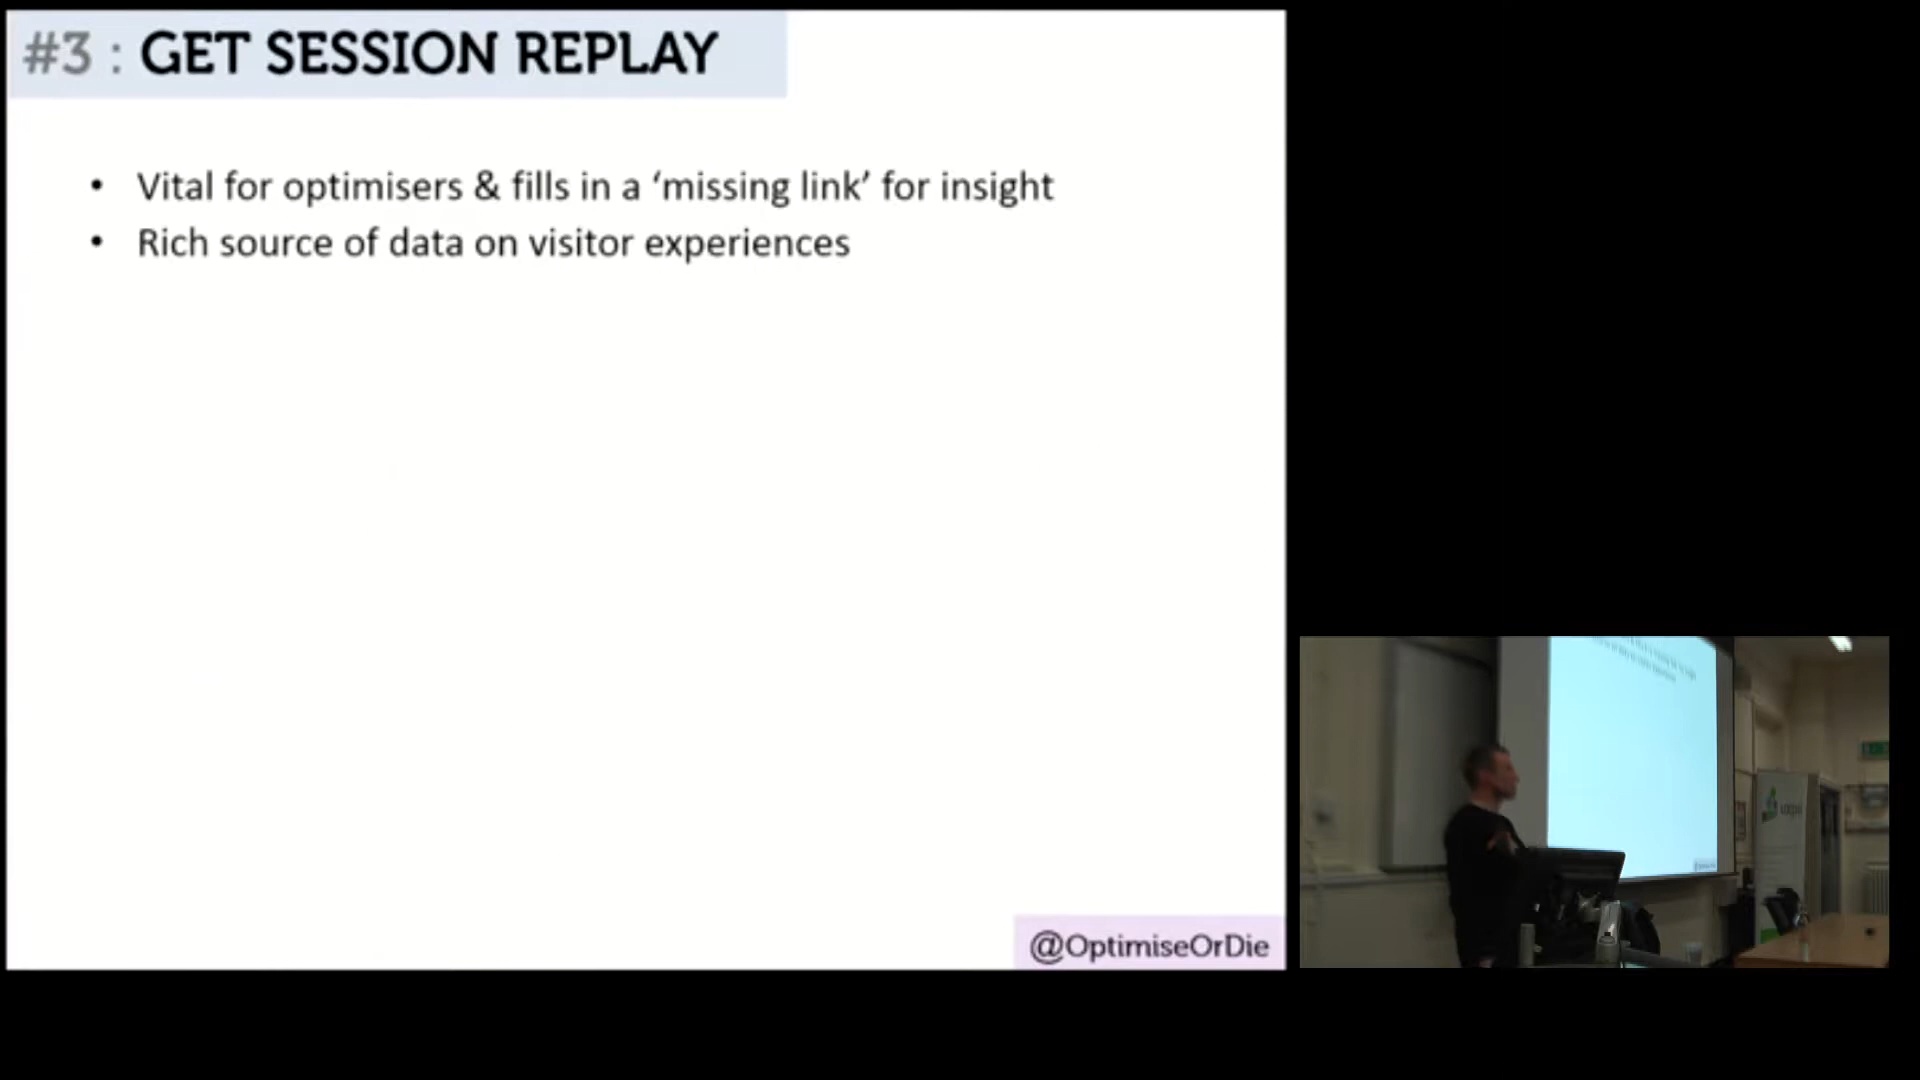 #3 : GET SESSION REPLAY
• Vital for optimisers & fills in a ‘missing link’ for insight
• Rich source of data on visitor experiences
@OptimiseOrDie